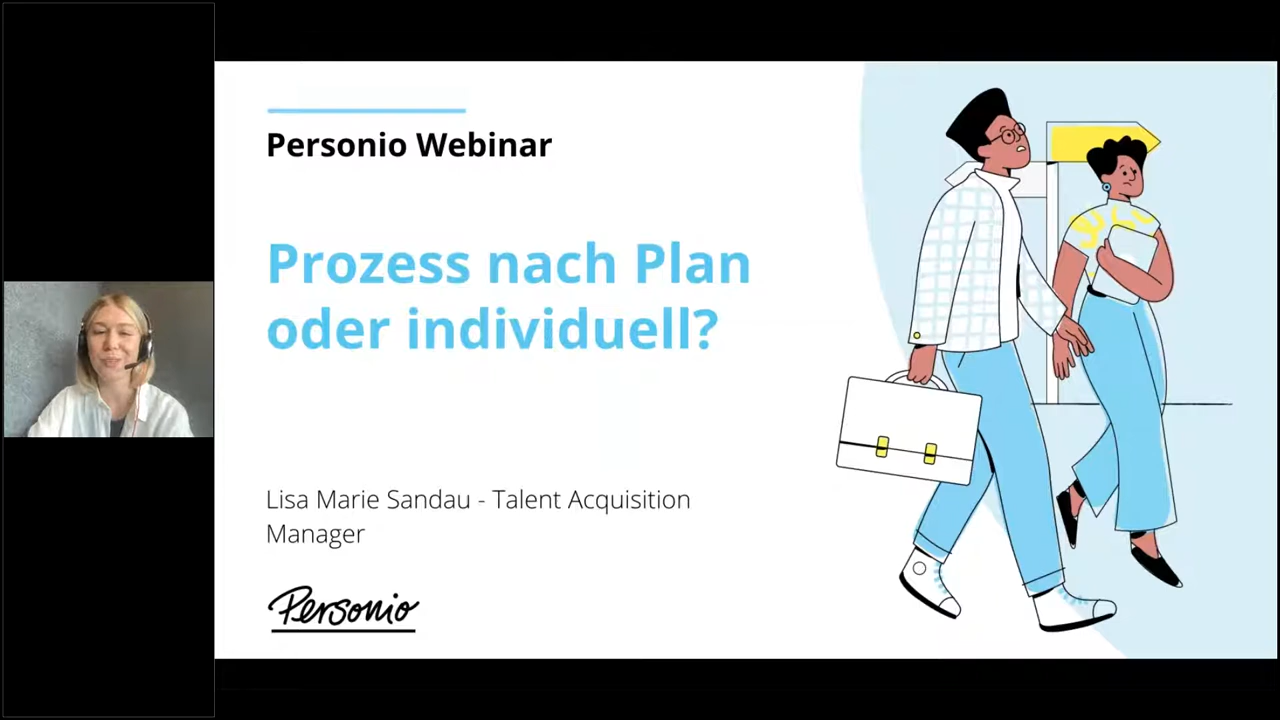 Personio Webinar
Prozess nach Plan
oder individuell?
Lisa Marie Sandau - Talent Acquisition
Manager
Personio